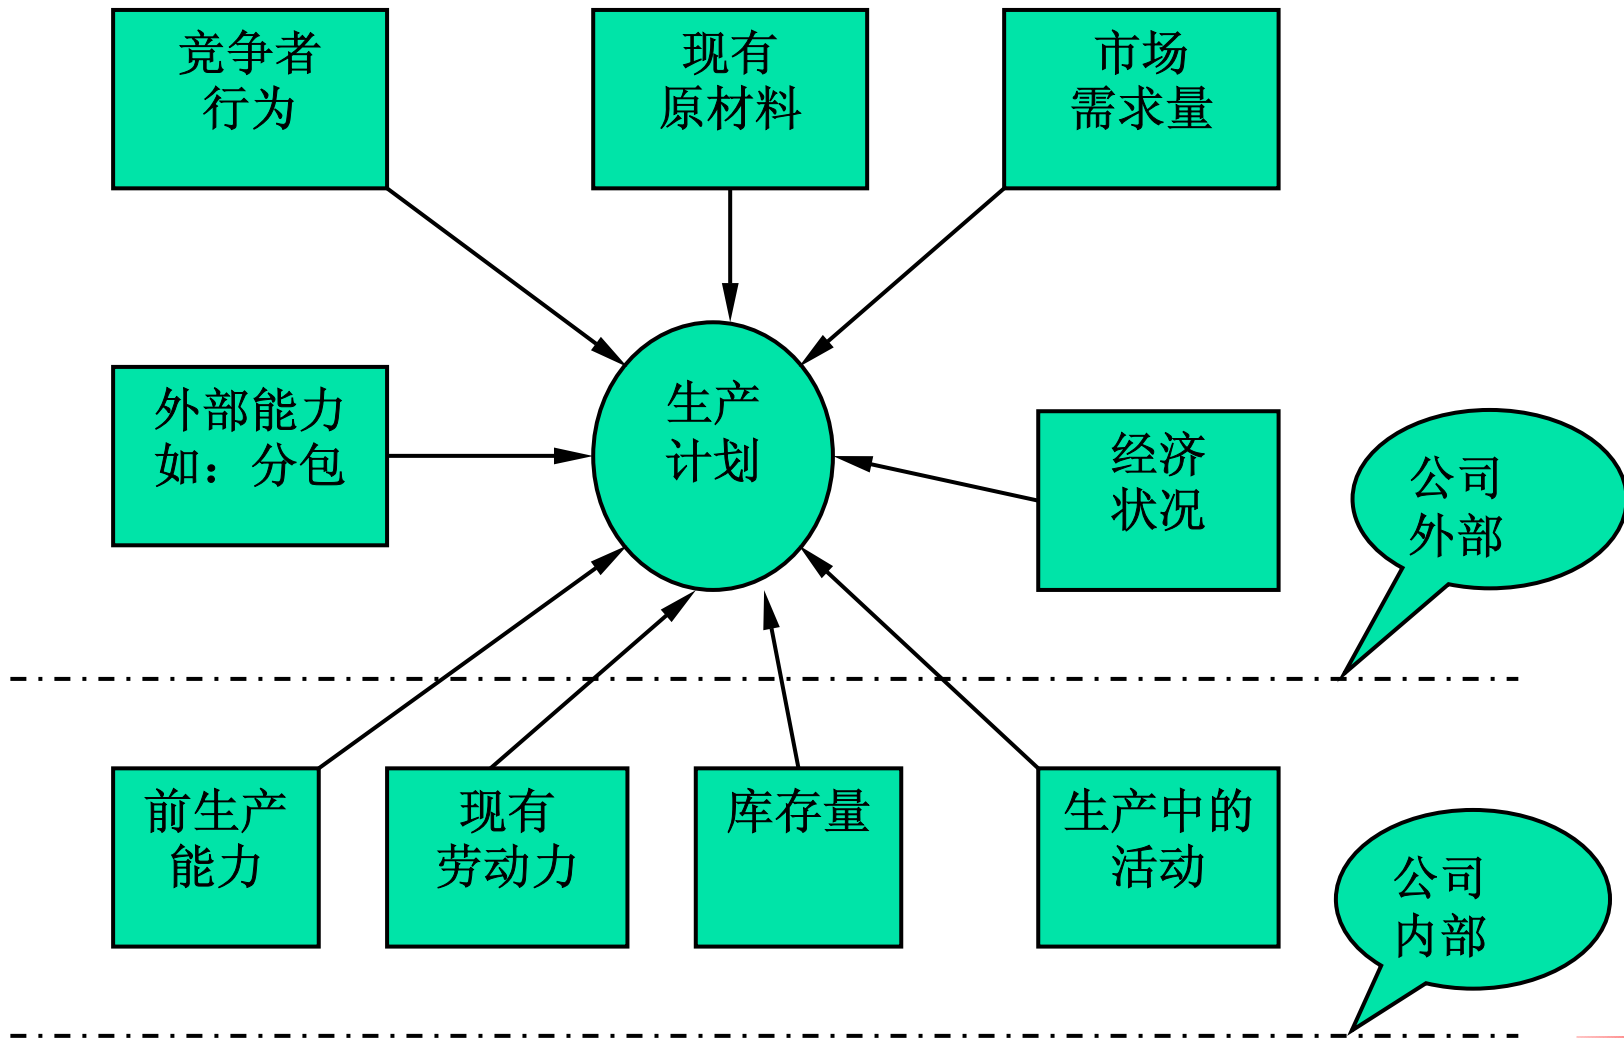 竞争者
行为
现有
原材料
市场
需求量
外部能力
如：分包
生产
计划
经济
状况
公司
外部
前生产
能力
现有
劳动力
库存量
生产中的
活动
公司
内部